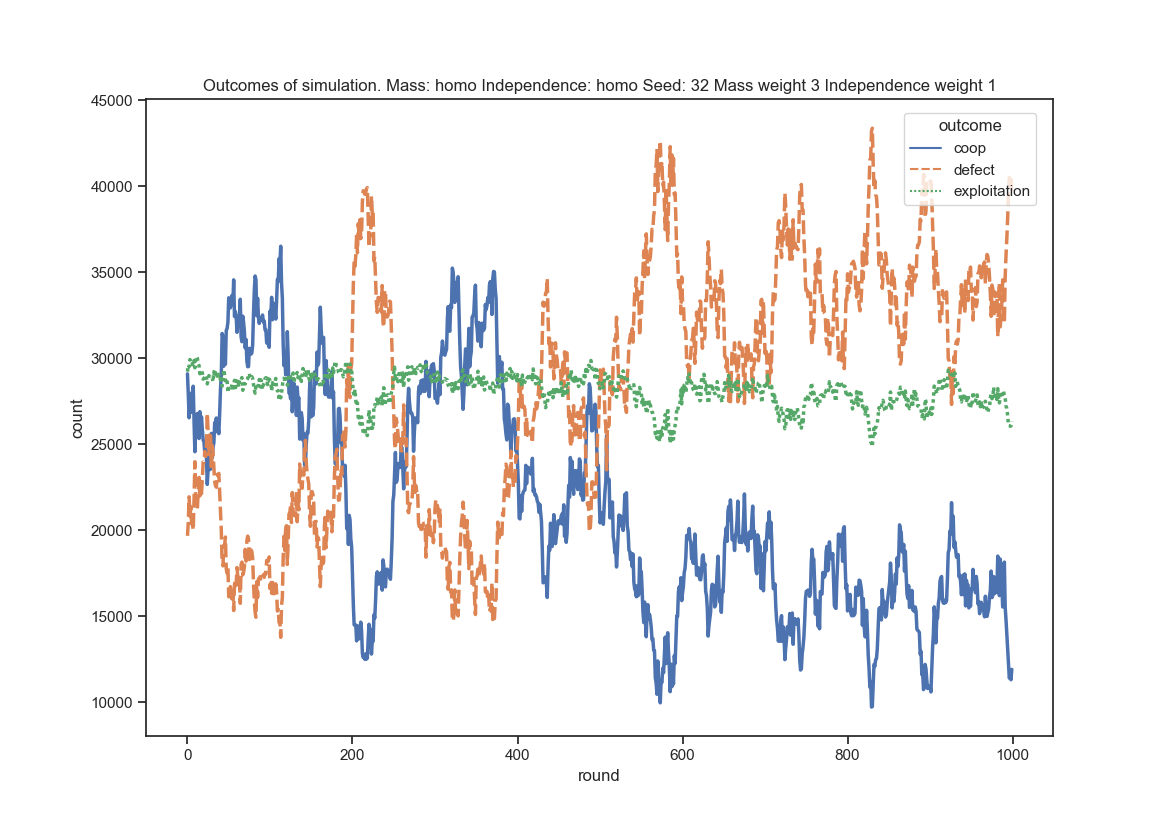 Outcomes of simulation. Mass: homo Independence: homo Seed: 32 Mass weight 3 Independence weight 1
45000
40000
35000
30000
25000
20000
15000
10000
count
outcome
coop
defect
exploitation
0
200
400
600
800
1000
round